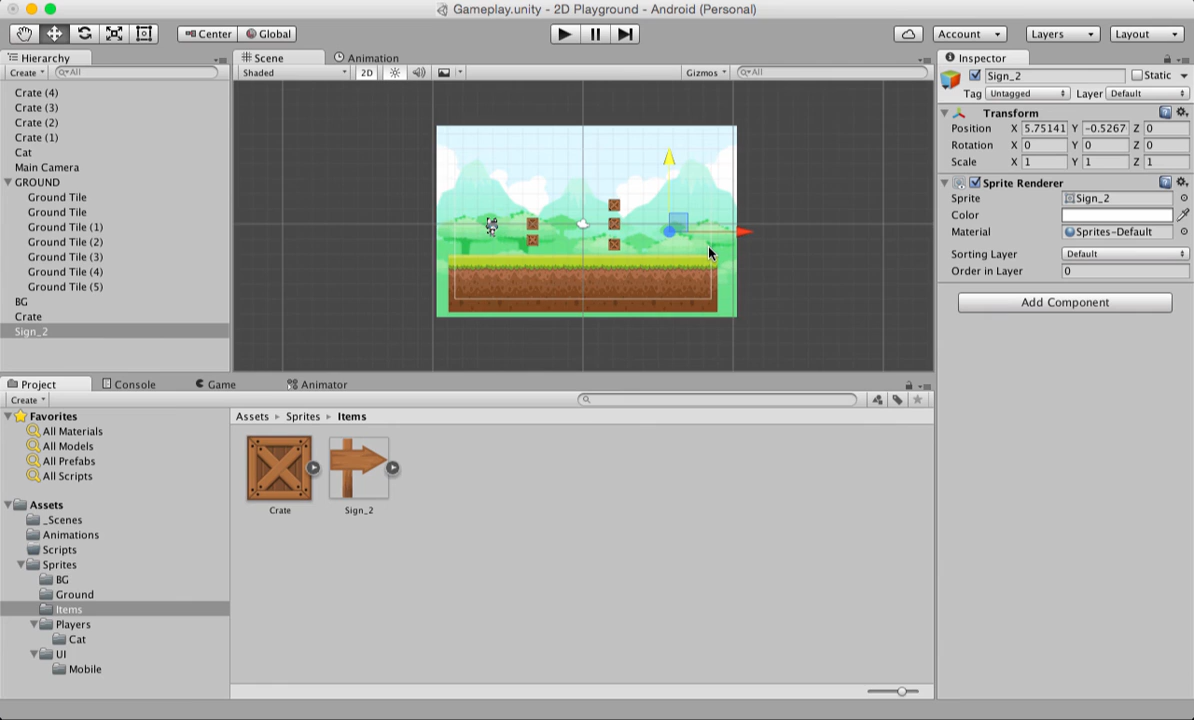 Gameplay.unity - 2D Playground - Android (Personal)
Center Global Account Layers Layout
Hierarchy
Create All
Crate (4)
Crate (3)
Crate (2)
Crate (1)
Cat
Main Camera
GROUND
Ground Tile
Ground Tile
Ground Tile (1)
Ground Tile (2)
Ground Tile (3)
Ground Tile (4)
Ground Tile (5)
BG
Crate
Sign_2
Scene Animation
Shaded 2D Gizmos All
Inspector
Sign_2 Static
Tag Untagged Layer Default
Transform
Position X 5.75141 Y -0.5267 Z 0
Rotation X 0 Y 0 Z 0
Scale X 1 Y 1 Z 1
Sprite Renderer
Sprite Sign_2
Color
Material Sprites-Default
Sorting Layer Default
Order in Layer 0
Add Component
Project Console Game Animator
Create
Favorites
All Materials
All Models
All Prefabs
All Scripts
Assets
_Scenes
Animations
Scripts
Sprites
BG
Ground
Items
Players
Cat
UI
Mobile
Assets Sprites Items
Crate Sign_2